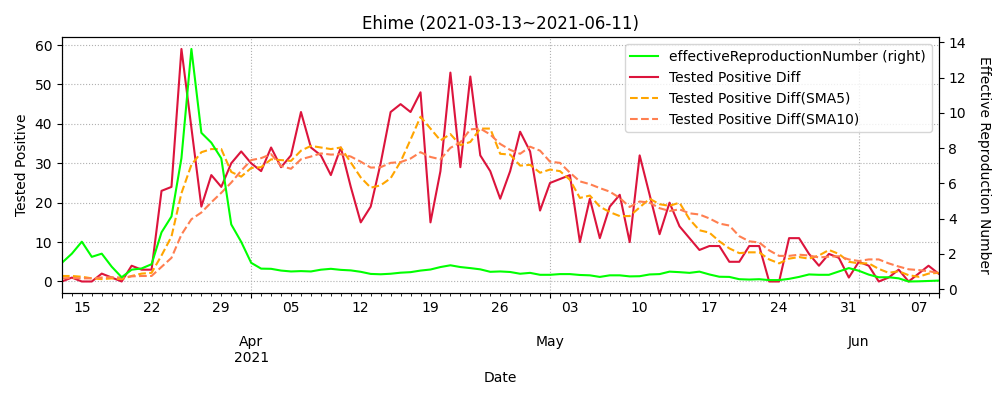 Ehime (2021-03-13~2021-06-11)
effectiveReproductionNumber (right)
Tested Positive Diff
Tested Positive Diff(SMA5)
Tested Positive Diff(SMA10)
Tested Positive
60
50
40
30
20
10
0
Effective Reproduction Number
14
12
10
8
6
4
2
0
15 22 29 05 12 19 26 03 10 17 24 31 07
Apr May Jun
2021
Date